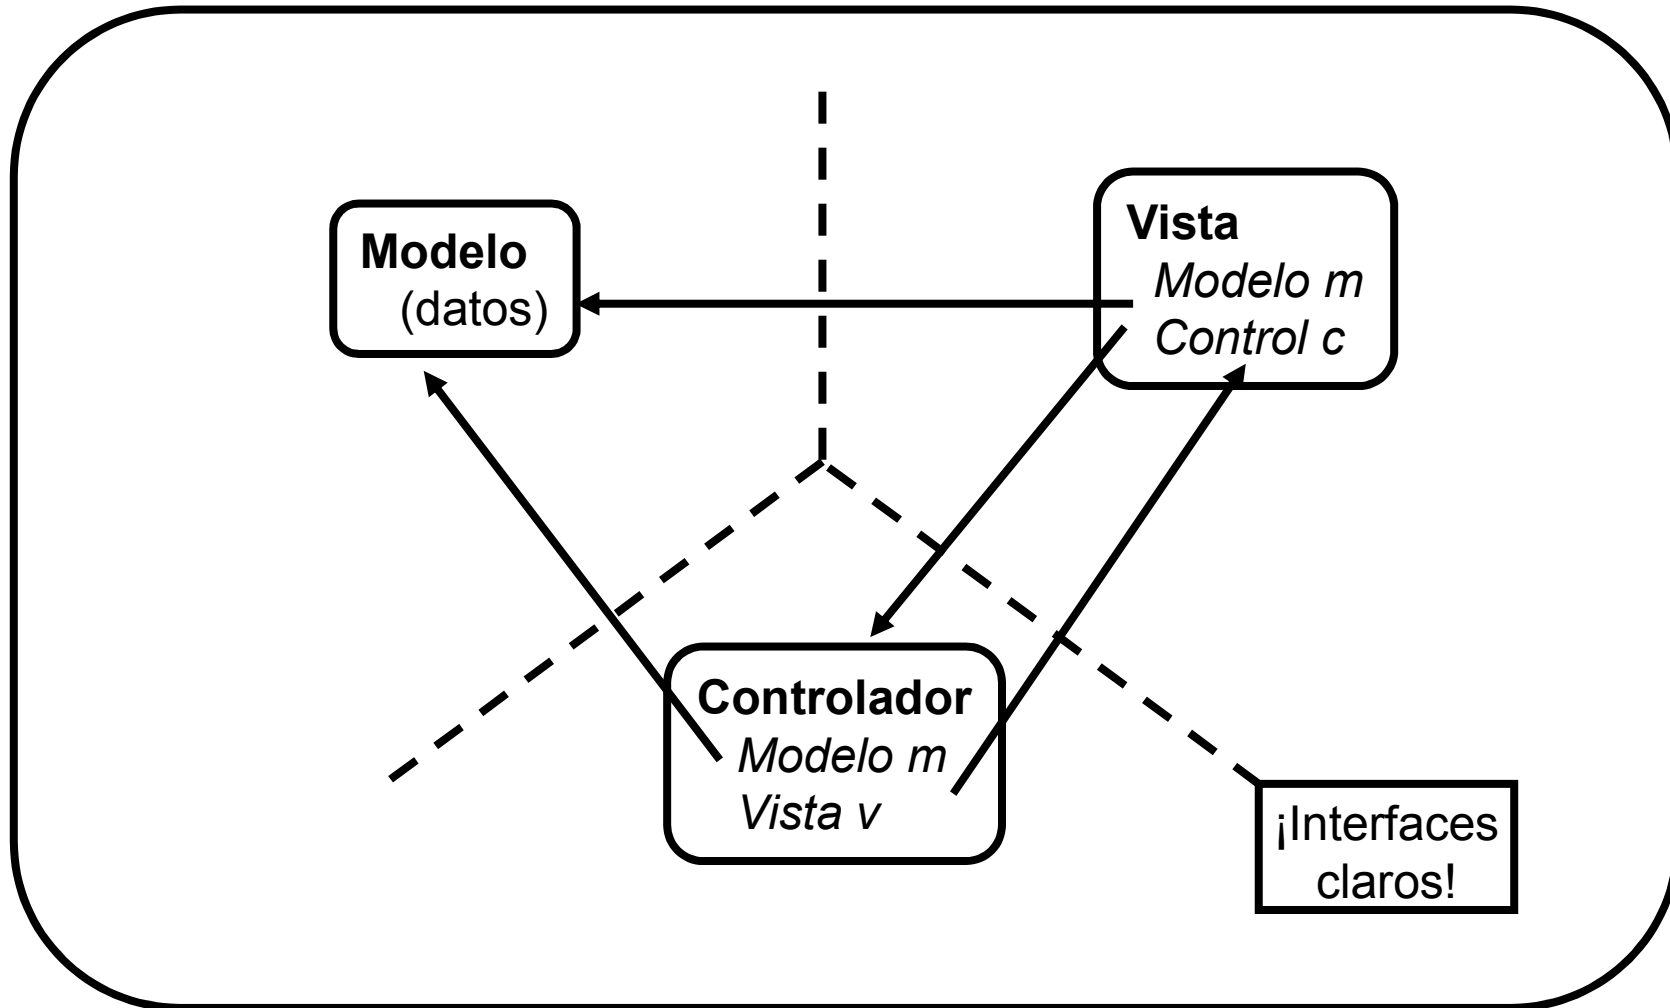 Modelo
(datos)
Vista
Modelo m
Control c
Controlador
Modelo m
Vista v
¡Interfaces
claros!